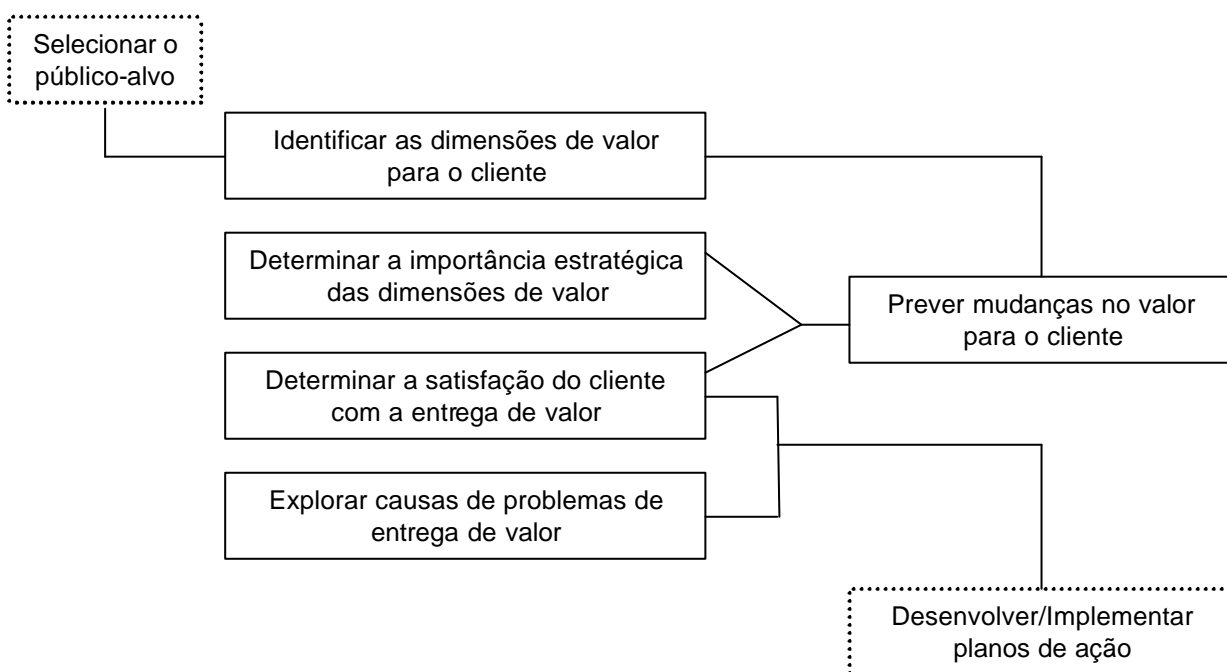 Selecionar o
público-alvo
Identificar as dimensões de valor
para o cliente
Determinar a importância estratégica
das dimensões de valor
Prever mudanças no valor
para o cliente
Determinar a satisfação do cliente
com a entrega de valor
Explorar causas de problemas de
entrega de valor
Desenvolver/Implementar
planos de ação